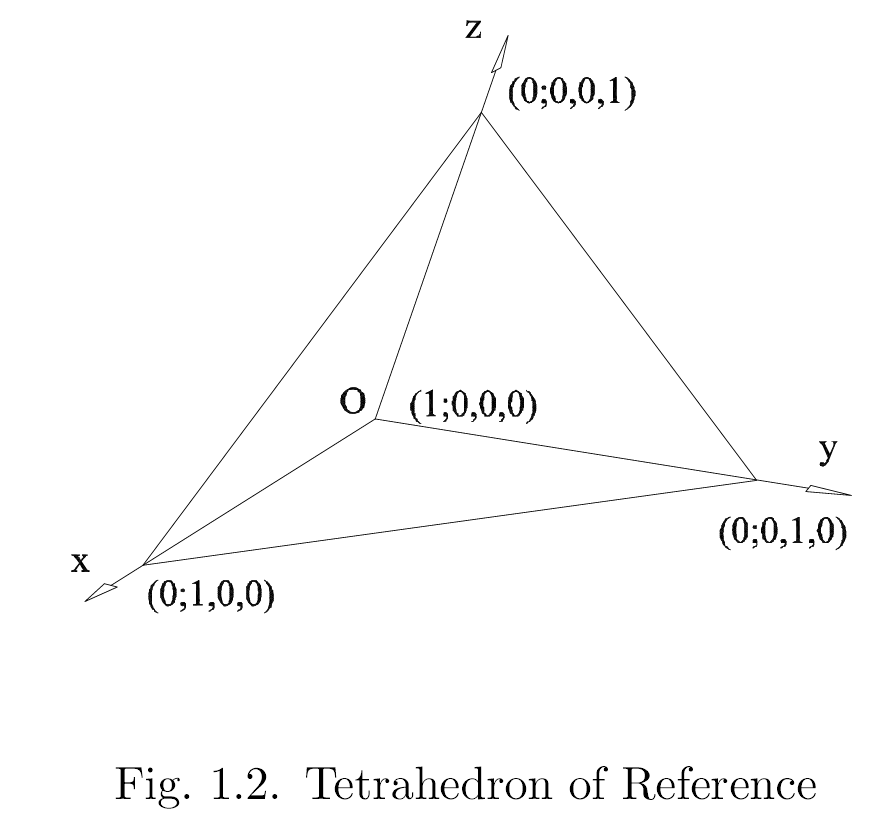 z
(0;0,0,1)
O (1;0,0,0)
y
(0;0,1,0)
x
(0;1,0,0)
Fig. 1.2. Tetrahedron of Reference